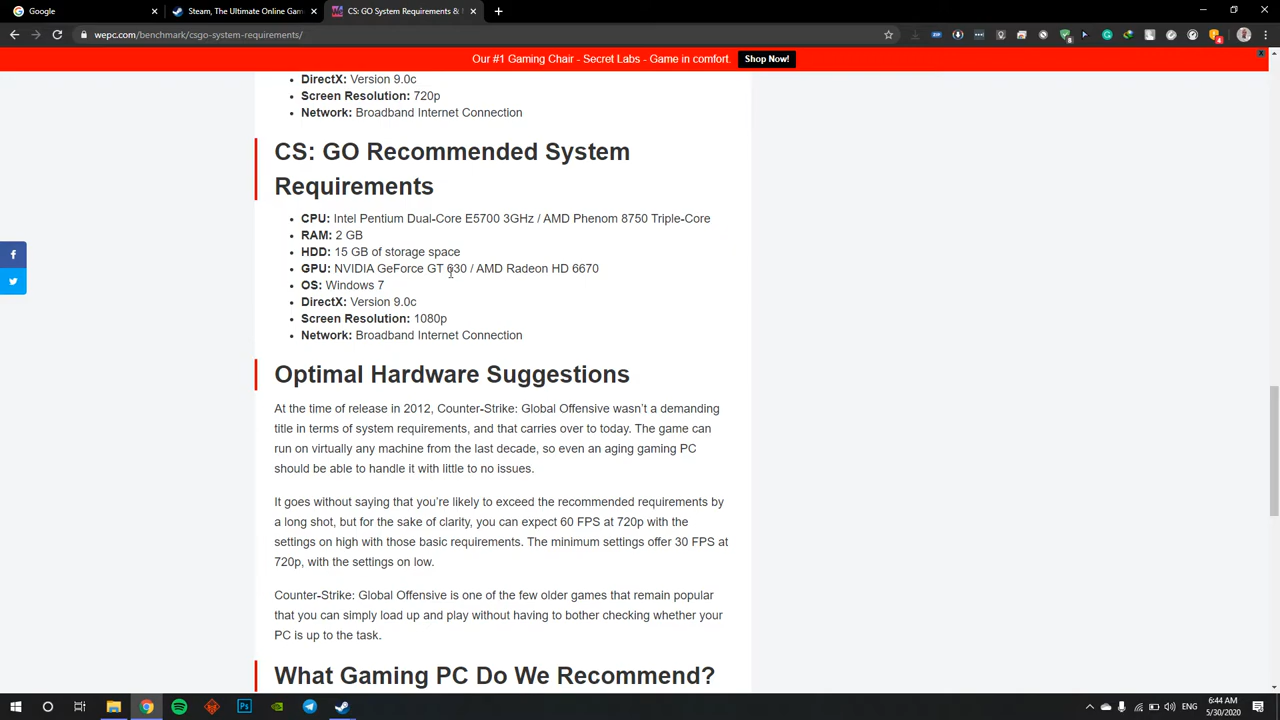 Google
Steam, The Ultimate Online Gam
CS: GO System Requirements &
wepc.com/benchmark/csgo-system-requirements/
Our #1 Gaming Chair - Secret Labs - Game in comfort. Shop Now!
DirectX: Version 9.0c
Screen Resolution: 720p
Network: Broadband Internet Connection
CS: GO Recommended System
Requirements
CPU: Intel Pentium Dual-Core E5700 3GHz / AMD Phenom 8750 Triple-Core
RAM: 2 GB
HDD: 15 GB of storage space
GPU: NVIDIA GeForce GT 630 / AMD Radeon HD 6670
OS: Windows 7
DirectX: Version 9.0c
Screen Resolution: 1080p
Network: Broadband Internet Connection
Optimal Hardware Suggestions
At the time of release in 2012, Counter-Strike: Global Offensive wasn't a demanding
title in terms of system requirements, and that carries over to today. The game can
run on virtually any machine from the last decade, so even an aging gaming PC
should be able to handle it with little to no issues.
It goes without saying that you're likely to exceed the recommended requirements by
a long shot, but for the sake of clarity, you can expect 60 FPS at 720p with the
settings on high with those basic requirements. The minimum settings offer 30 FPS at
720p, with the settings on low.
Counter-Strike: Global Offensive is one of the few older games that remain popular
that you can simply load up and play without having to bother checking whether your
PC is up to the task.
What Gaming PC Do We Recommend?
6:44 AM
5/30/2020